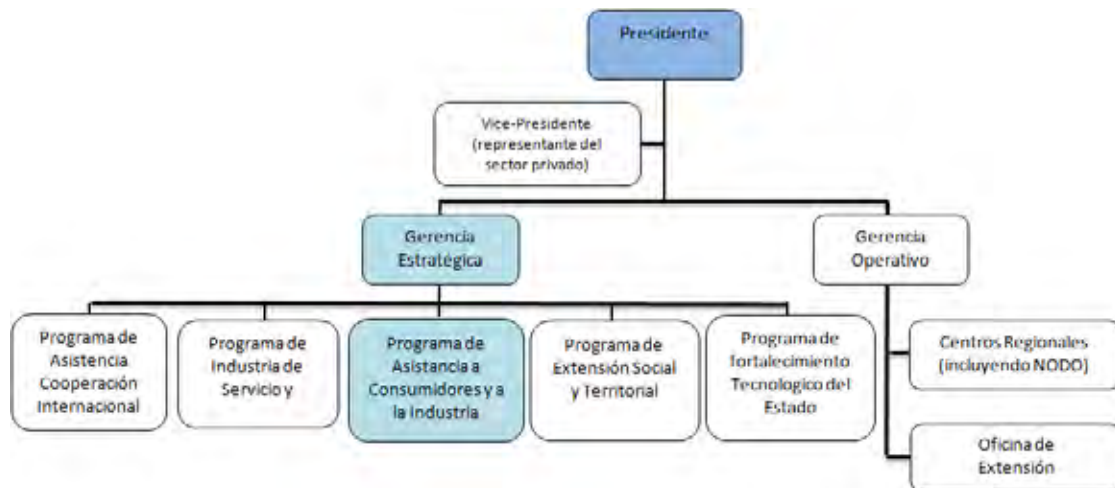 Presidente
Vice-Presidente
(representante del
sector privado)
Gerencia
Estratégica
Gerencia
Operativo
Programa de
Asistencia
Cooperación
Internacional
Programa de
Industria de
Servicio y
Programa de
Asistancia a
Consumidores y a
la Industria
Programa de
Extensión Social
y Territorial
Programa de
fortalecimiento
Tecnologico del
Estado
Centros Regionales
(incluyendo NODO)
Oficina de
Extensión